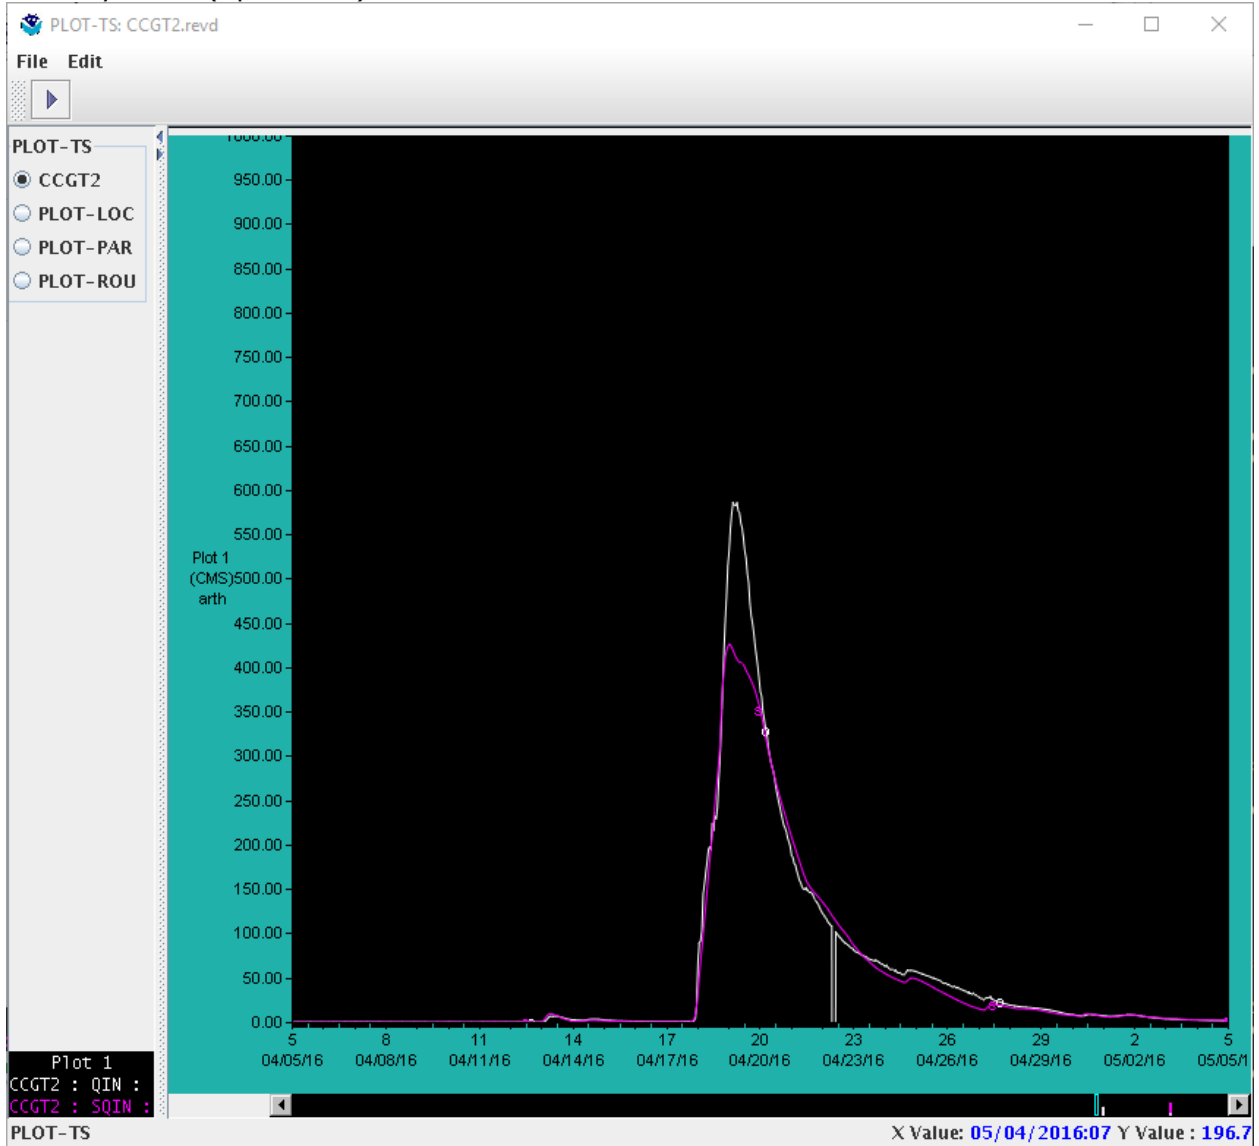 PLOT-TS: CCGT2.revd
File Edit
PLOT-TS
CCGT2
PLOT-LOC
PLOT-PAR
PLOT-ROU
1000.00
950.00
900.00
850.00
800.00
750.00
700.00
650.00
600.00
550.00
Plot 1
(CMS)500.00
arth
450.00
400.00
350.00
300.00
250.00
200.00
150.00
100.00
50.00
0.00
5 8 11 14 17 20 23 26 29 2 5
04/05/16 04/08/16 04/11/16 04/14/16 04/17/16 04/20/16 04/23/16 04/26/16 04/29/16 05/02/16 05/05/1
Plot 1
CCGT2 : QIN :
CCGT2 : SQIN :
PLOT-TS X Value: 05/04/2016:07 Y Value : 196.7